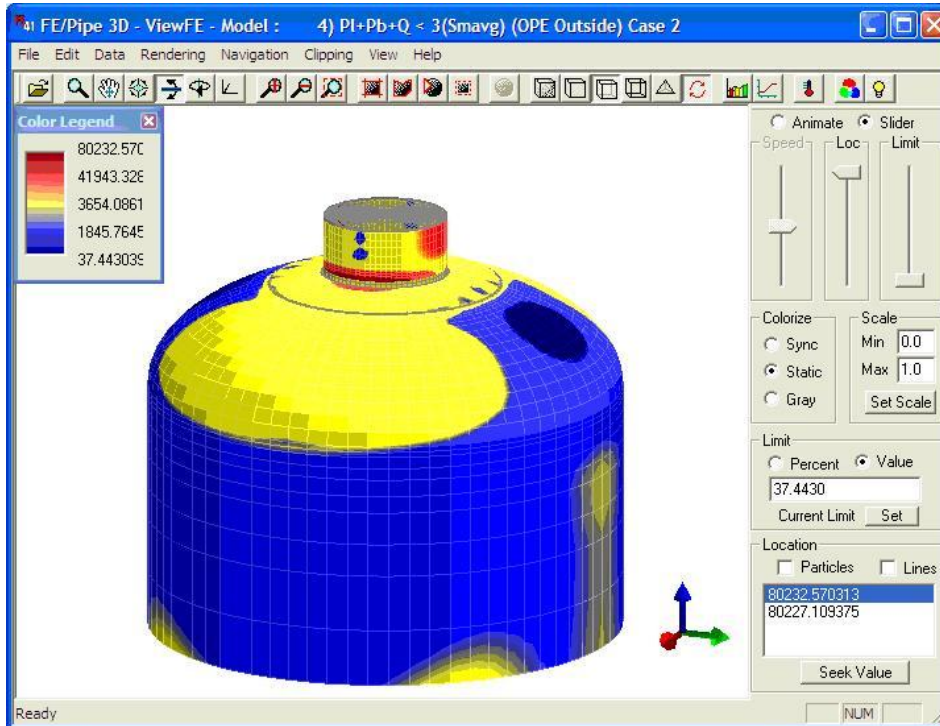 41 FE/Pipe 3D - ViewFE - Model : 4) Pl+Pb+Q < 3(Smavg) (OPE Outside) Case 2
File Edit Data Rendering Navigation Clipping View Help
Color Legend
80232.570
41943.328
3654.0861
1845.7645
37.443039
Animate Slider
Speed Loc Limit
Colorize
Sync
Static
Gray
Scale
Min 0.0
Max 1.0
Set Scale
Limit
Percent Value
37.4430
Current Limit Set
Location
Particles Lines
80232.570313
80227.109375
Seek Value
Ready NUM